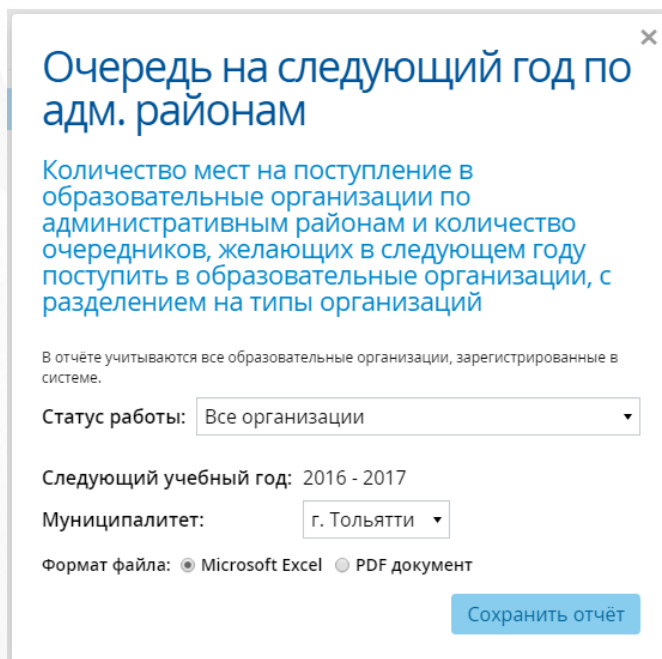 Очередь на следующий год по
адм. районам
Количество мест на поступление в
образовательные организации по
административным районам и количество
очередников, желающих в следующем году
поступить в образовательные организации, с
разделением на типы организаций
В отчёте учитываются все образовательные организации, зарегистрированные в
системе.
Статус работы: Все организации
Следующий учебный год: 2016 - 2017
Муниципалитет: г. Тольятти
Формат файла: Microsoft Excel PDF документ
Сохранить отчёт